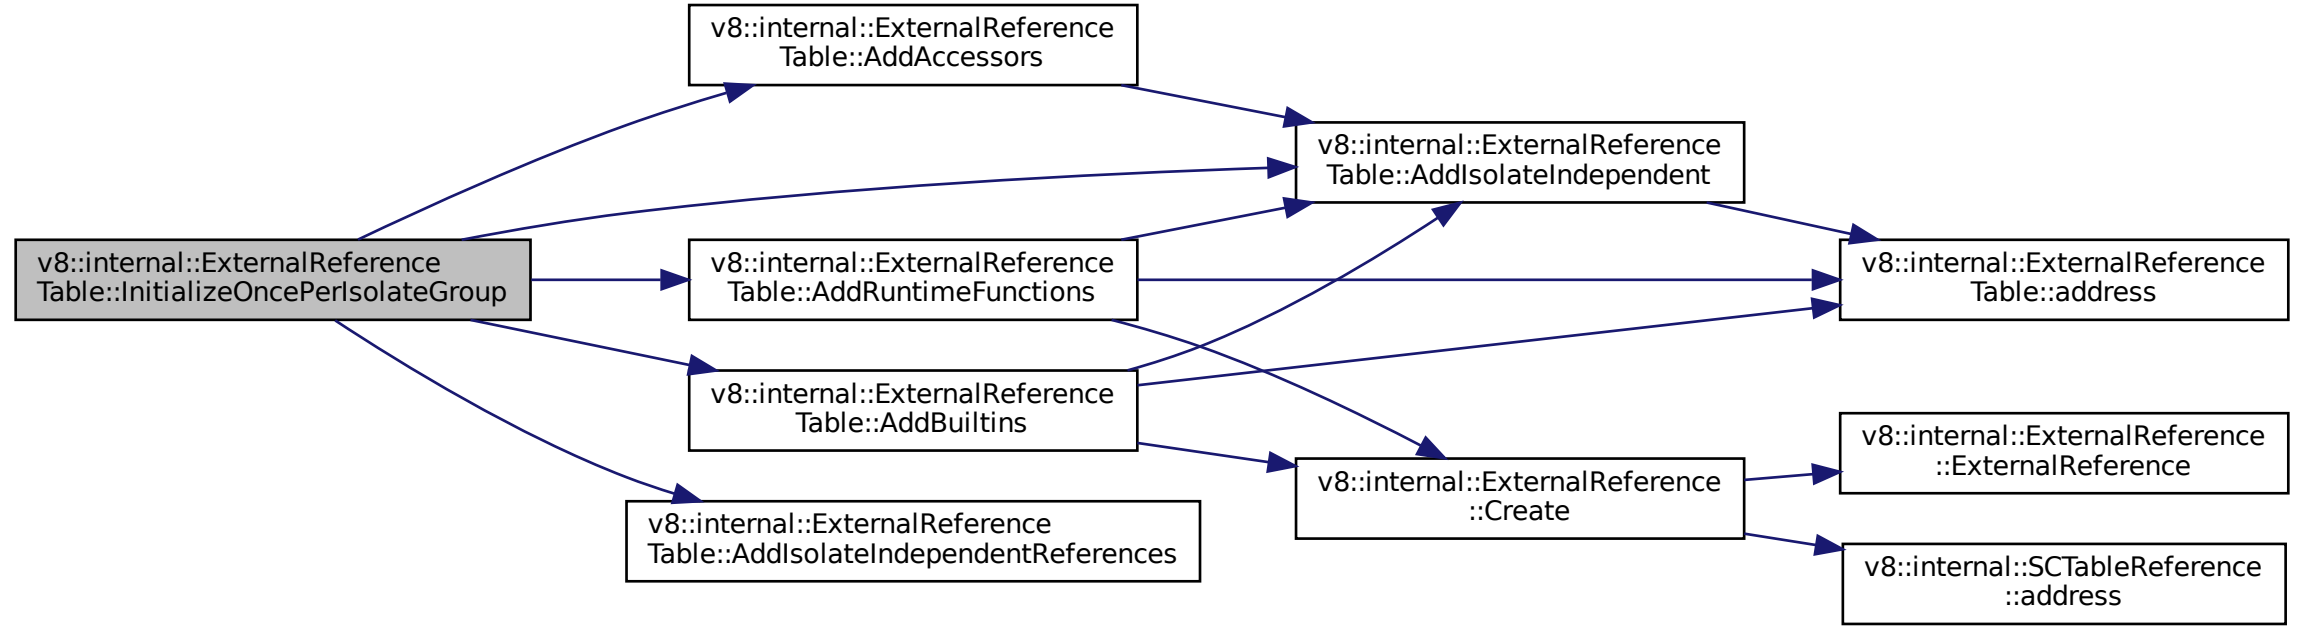 v8::internal::ExternalReference
Table::InitializeOncePerIsolateGroup
v8::internal::ExternalReference
Table::AddAccessors
v8::internal::ExternalReference
Table::AddIsolateIndependent
v8::internal::ExternalReference
Table::AddRuntimeFunctions
v8::internal::ExternalReference
Table::address
v8::internal::ExternalReference
Table::AddBuiltins
v8::internal::ExternalReference
::Create
v8::internal::ExternalReference
::ExternalReference
v8::internal::SCTableReference
::address
v8::internal::ExternalReference
Table::AddIsolateIndependentReferences